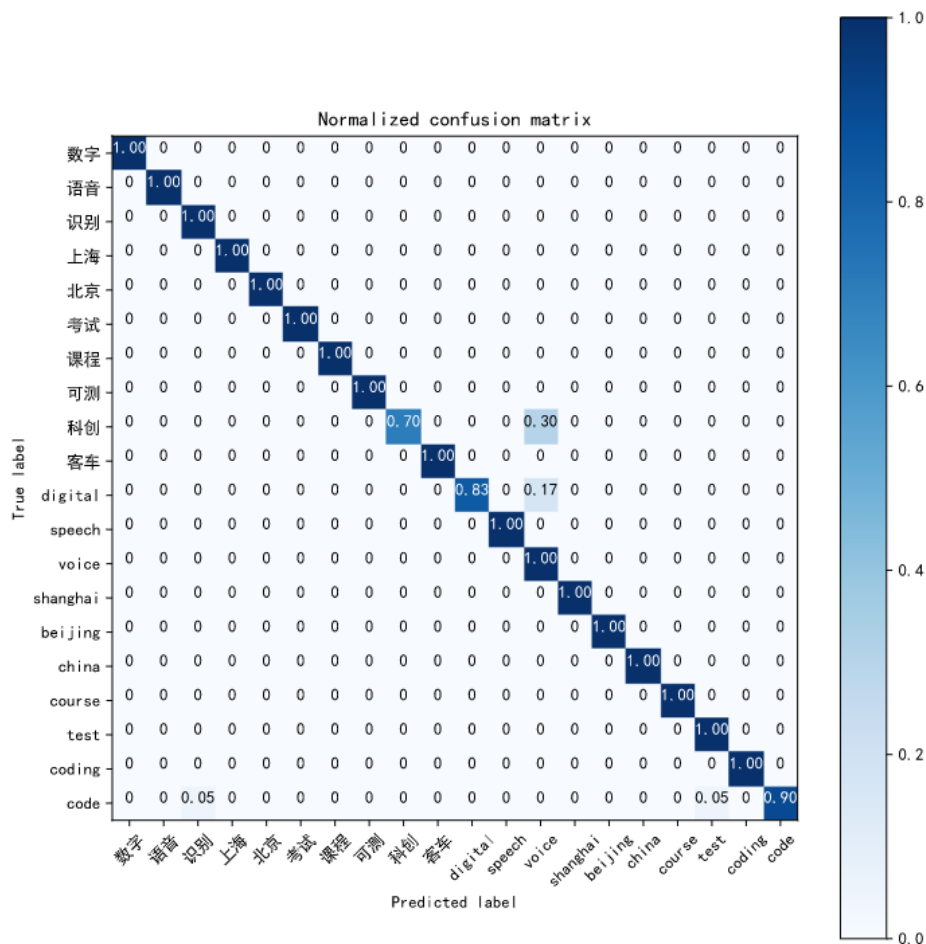 Normalized confusion matrix
True label
数字 1.00 0 0 0 0 0 0 0 0 0 0 0 0 0 0 0 0 0 0 0
语音 0 1.00 0 0 0 0 0 0 0 0 0 0 0 0 0 0 0 0 0 0
识别 0 0 1.00 0 0 0 0 0 0 0 0 0 0 0 0 0 0 0 0 0
上海 0 0 0 1.00 0 0 0 0 0 0 0 0 0 0 0 0 0 0 0 0
北京 0 0 0 0 1.00 0 0 0 0 0 0 0 0 0 0 0 0 0 0 0
考试 0 0 0 0 0 1.00 0 0 0 0 0 0 0 0 0 0 0 0 0 0
课程 0 0 0 0 0 0 1.00 0 0 0 0 0 0 0 0 0 0 0 0 0
可测 0 0 0 0 0 0 0 1.00 0 0 0 0 0 0 0 0 0 0 0 0
科创 0 0 0 0 0 0 0 0 0.70 0 0 0 0.30 0 0 0 0 0 0 0
客车 0 0 0 0 0 0 0 0 0 1.00 0 0 0 0 0 0 0 0 0 0
digital 0 0 0 0 0 0 0 0 0 0 0.83 0 0.17 0 0 0 0 0 0 0
speech 0 0 0 0 0 0 0 0 0 0 0 1.00 0 0 0 0 0 0 0 0
voice 0 0 0 0 0 0 0 0 0 0 0 0 1.00 0 0 0 0 0 0 0
shanghai 0 0 0 0 0 0 0 0 0 0 0 0 0 1.00 0 0 0 0 0 0
beijing 0 0 0 0 0 0 0 0 0 0 0 0 0 0 1.00 0 0 0 0 0
china 0 0 0 0 0 0 0 0 0 0 0 0 0 0 0 1.00 0 0 0 0
course 0 0 0 0 0 0 0 0 0 0 0 0 0 0 0 0 1.00 0 0 0
test 0 0 0 0 0 0 0 0 0 0 0 0 0 0 0 0 0 1.00 0 0
coding 0 0 0 0 0 0 0 0 0 0 0 0 0 0 0 0 0 0 1.00 0
code 0 0 0.05 0 0 0 0 0 0 0 0 0 0 0 0 0 0 0.05 0 0.90
数字 语音 识别 上海 北京 考试 课程 可测 科创 客车 digital speech voice shanghai beijing china course test coding code
Predicted label
1.0
0.8
0.6
0.4
0.2
0.0